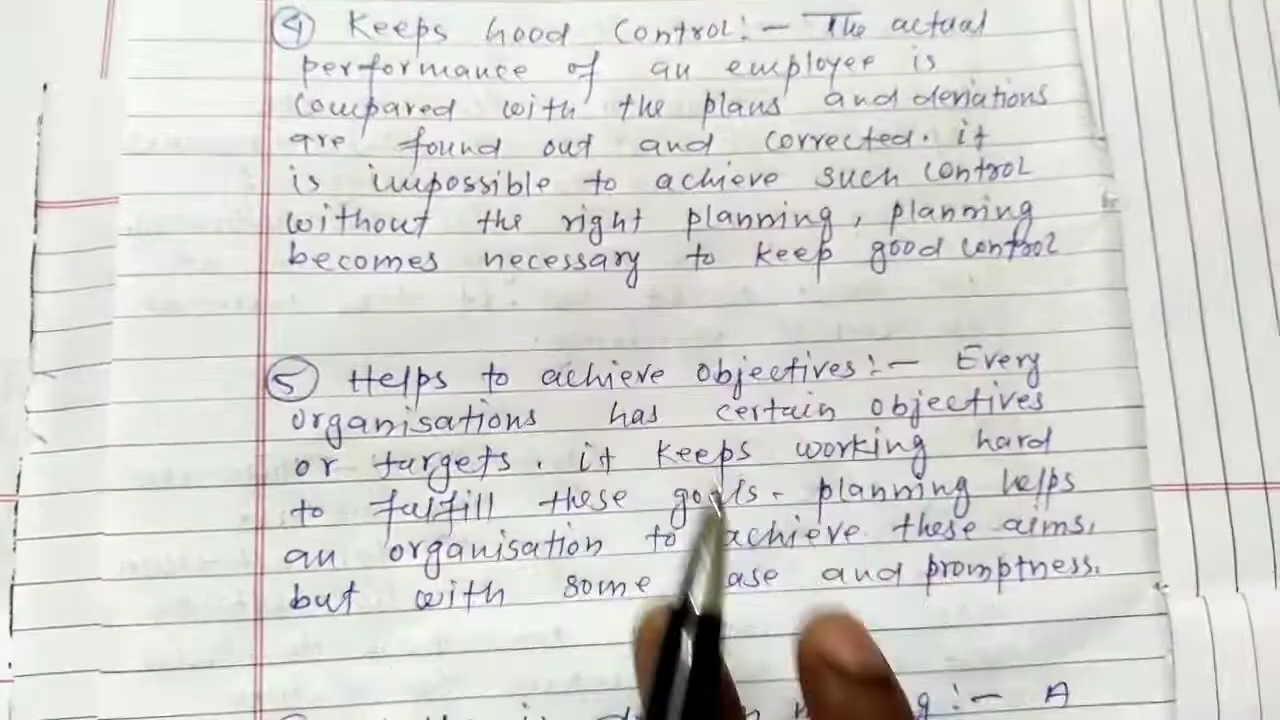 ④ Keeps hood control:- The actual
performance of an employee is
compared with the plans and deviations
are found out and corrected. it
is impossible to achieve such control
without the right planning, planning
becomes necessary to keep good control
⑤ Helps to achieve objectives:- Every
organisations has certain objectives
or targets. it keeps working hard
to fulfill these goals. planning helps
an organisation to achieve these aims,
but with some ease and promptness.
:- A